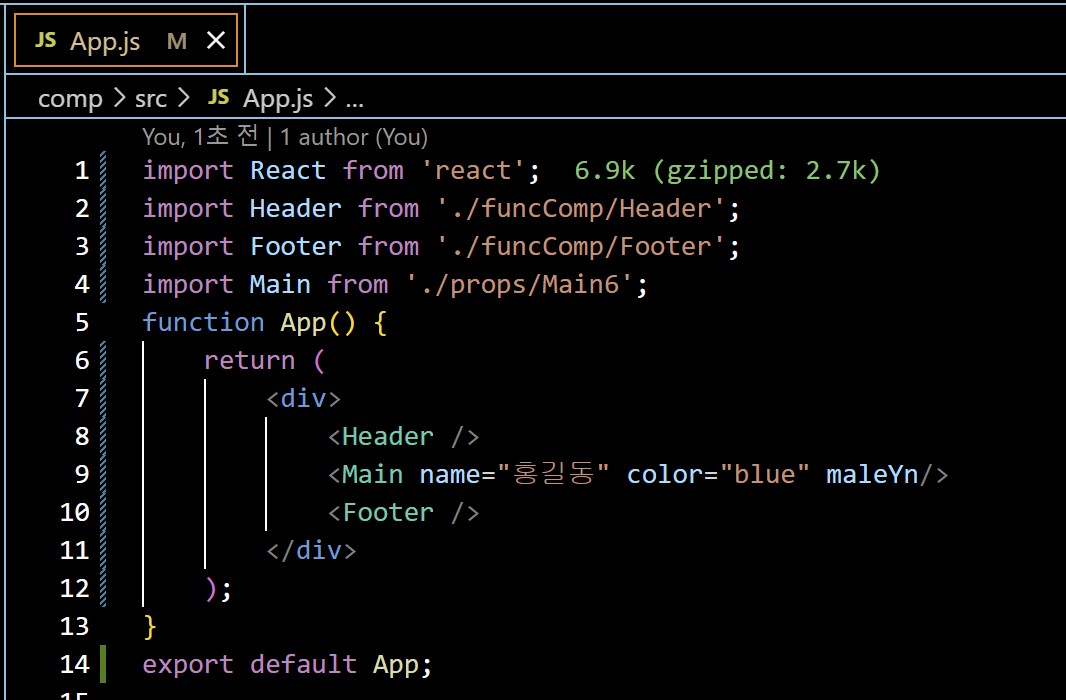 JS App.js M ×
comp > src > JS App.js > ...
You, 1초 전 | 1 author (You)
1 import React from 'react'; 6.9k (gzipped: 2.7k)
2 import Header from './funcComp/Header';
3 import Footer from './funcComp/Footer';
4 import Main from './props/Main6';
5 function App() {
6 return (
7 <div>
8 <Header />
9 <Main name="홍길동" color="blue" maleYn/>
10 <Footer />
11 </div>
12 );
13 }
14 export default App;
15